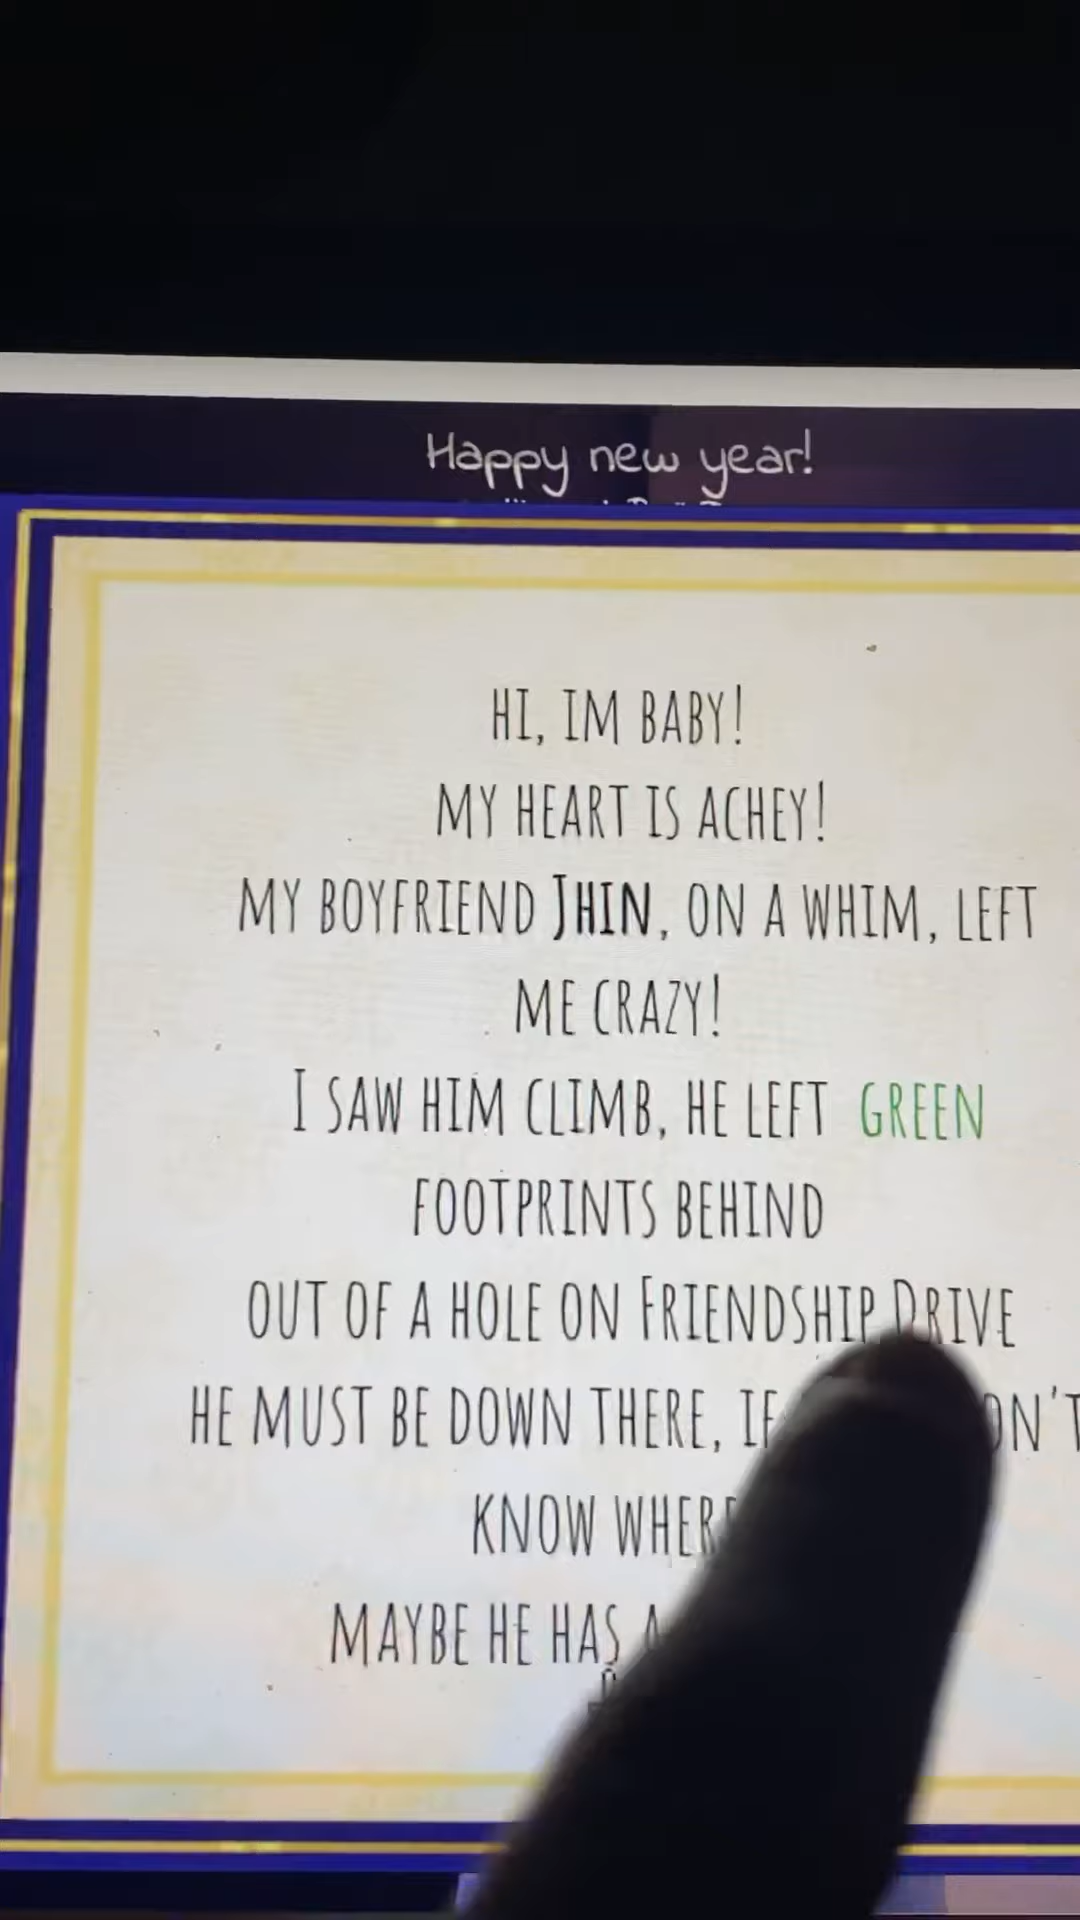 Happy new year!
HI, IM BABY!
MY HEART IS ACHEY!
MY BOYFRIEND JHIN, ON A WHIM, LEFT
ME CRAZY!
I SAW HIM CLIMB, HE LEFT GREEN
FOOTPRINTS BEHIND
OUT OF A HOLE ON FRIENDSHIP DRIVE
HE MUST BE DOWN THERE, IF
KNOW
MAYBE HE HAS